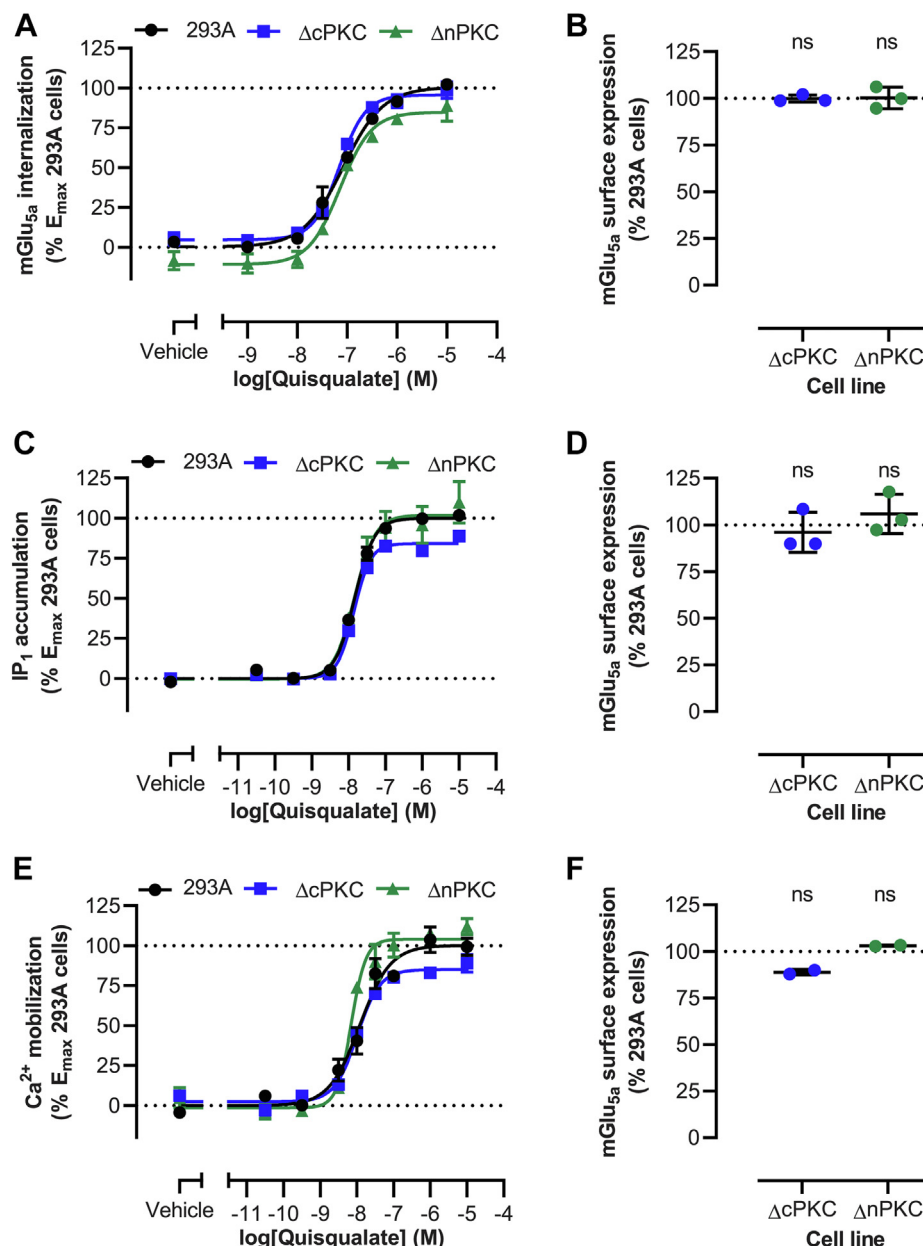 A
293A ΔcPKC ΔnPKC
mGlu5a internalization
(% Emax 293A cells)
125
100
75
50
25
0
Vehicle
-9 -8 -7 -6 -5 -4
log[Quisqualate] (M)
B
mGlu5a surface expression
(% 293A cells)
125
100
75
50
25
0
ns ns
ΔcPKC ΔnPKC
Cell line
C
293A ΔcPKC ΔnPKC
IP1 accumulation
(% Emax 293A cells)
125
100
75
50
25
0
Vehicle
-11 -10 -9 -8 -7 -6 -5 -4
log[Quisqualate] (M)
D
mGlu5a surface expression
(% 293A cells)
125
100
75
50
25
0
ns ns
ΔcPKC ΔnPKC
Cell line
E
293A ΔcPKC ΔnPKC
Ca2+ mobilization
(% Emax 293A cells)
125
100
75
50
25
0
Vehicle
-11 -10 -9 -8 -7 -6 -5 -4
log[Quisqualate] (M)
F
mGlu5a surface expression
(% 293A cells)
125
100
75
50
25
0
ns ns
ΔcPKC ΔnPKC
Cell line